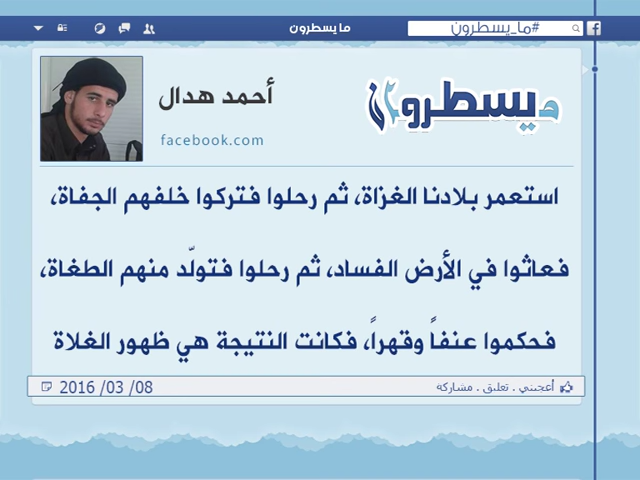 ما يسطرون
#ما_يسطرون
ما يسطرون
أحمد هدال
facebook.com
استعمر بلادنا الغزاة، ثم رحلوا فتركوا خلفهم الجفاة،
فعاثوا في الأرض الفساد، ثم رحلوا فتولّد منهم الطغاة،
فحكموا عنفاً وقهراً، فكانت النتيجة هي ظهور الغلاة
أعجبني . تعليق . مشاركة
2016 /03 /08